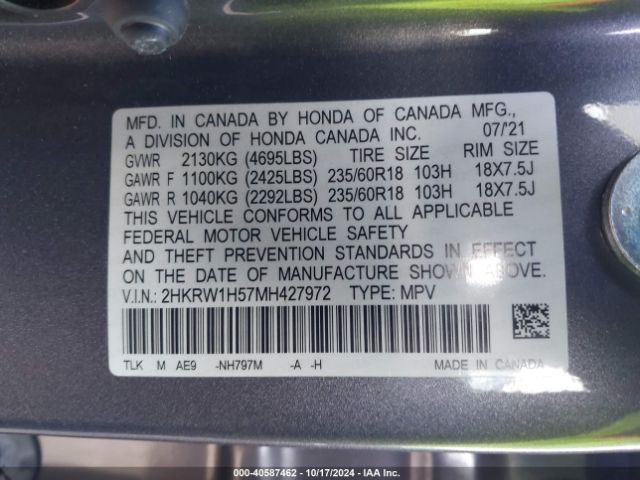 MFD. IN CANADA BY HONDA OF CANADA MFG.,
A DIVISION OF HONDA CANADA INC. 07/'21
GVWR 2130KG (4695LBS) TIRE SIZE RIM SIZE
GAWR F 1100KG (2425LBS) 235/60R18 103H 18X7.5J
GAWR R 1040KG (2292LBS) 235/60R18 103H 18X7.5J
THIS VEHICLE CONFORMS TO ALL APPLICABLE
FEDERAL MOTOR VEHICLE SAFETY
AND THEFT PREVENTION STANDARDS IN EFFECT
ON THE DATE OF MANUFACTURE SHOWN ABOVE.
V.I.N.: 2HKRW1H57MH427972 TYPE: MPV
TLK M AE9 -NH797M -A -H MADE IN CANADA
000-40587462 - 10/17/2024 - IAA Inc.